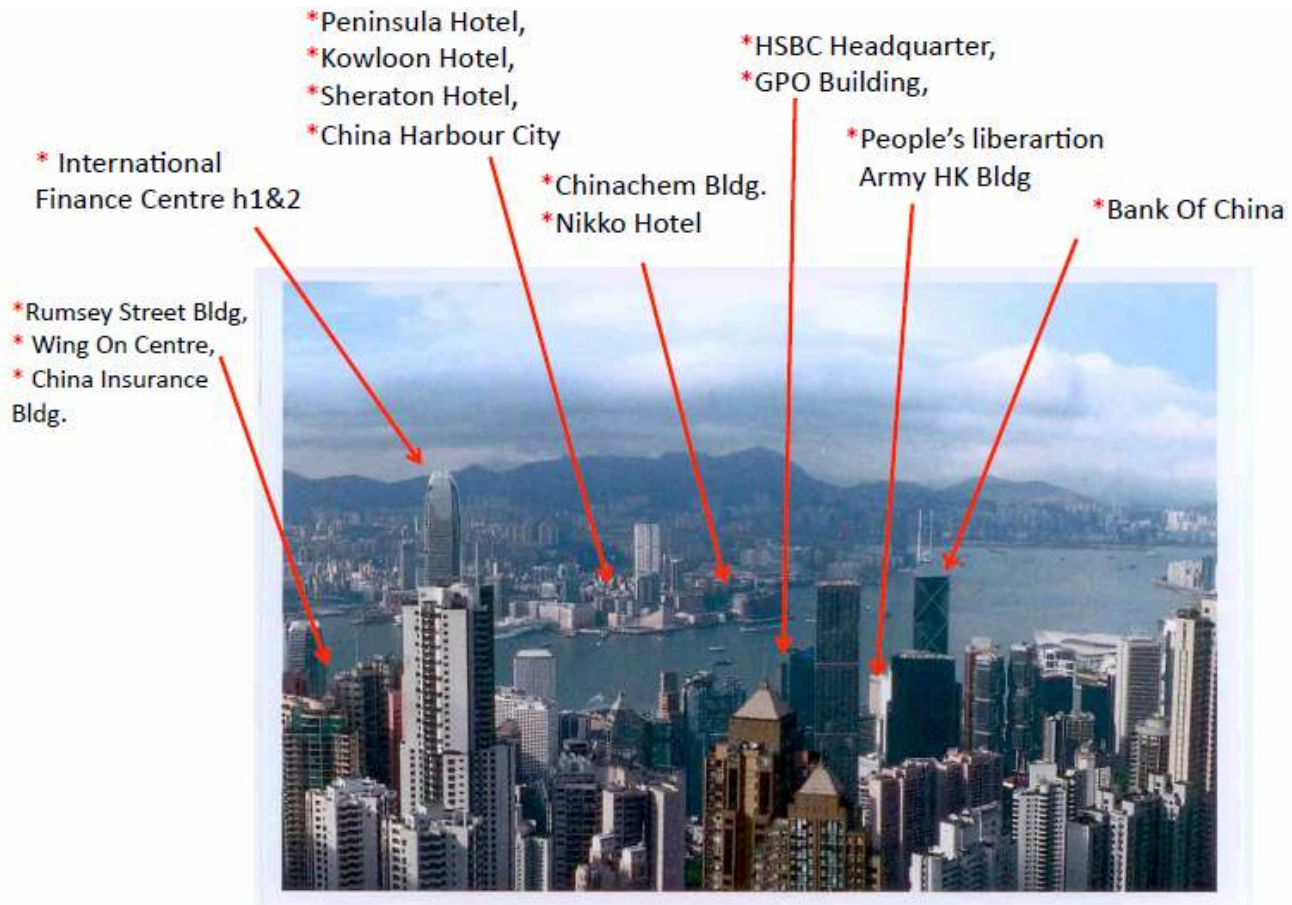 *Peninsula Hotel,
*Kowloon Hotel,
*Sheraton Hotel,
*China Harbour City
*HSBC Headquarter,
*GPO Building,
*People's liberartion
Army HK Bldg
* International
Finance Centre h1&2
*Chinachem Bldg.
*Nikko Hotel
*Bank Of China
*Rumsey Street Bldg,
* Wing On Centre,
* China Insurance
Bldg.